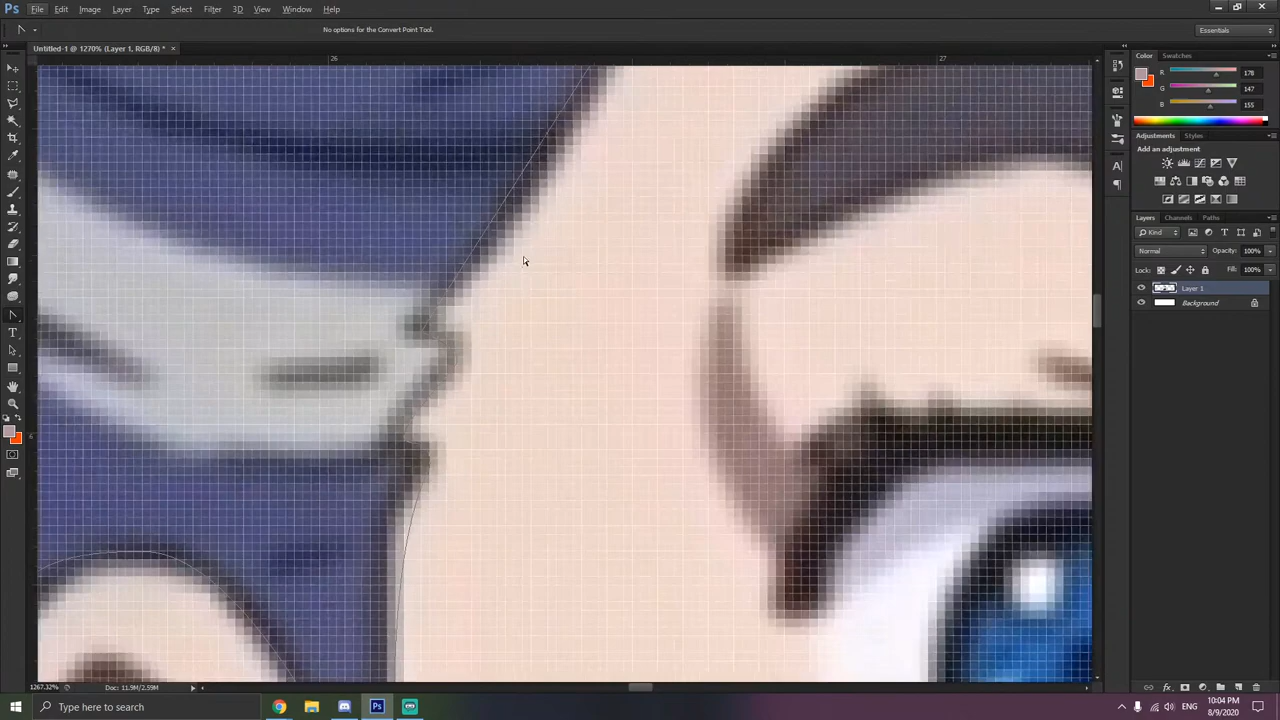 Ps File Edit Image Layer Type Select Filter 3D View Window Help
No options for the Convert Point Tool.
Essentials
Untitled-1 @ 1270% (Layer 1, RGB/8) *
26
27
6
Color Swatches
R 178
G 147
B 155
Adjustments Styles
Add an adjustment
Layers Channels Paths
Kind
Normal Opacity: 100%
Lock: Fill: 100%
Layer 1
Background
1267.32% Doc: 11.9M/2.59M
Type here to search
ENG
10:04 PM
8/9/2020